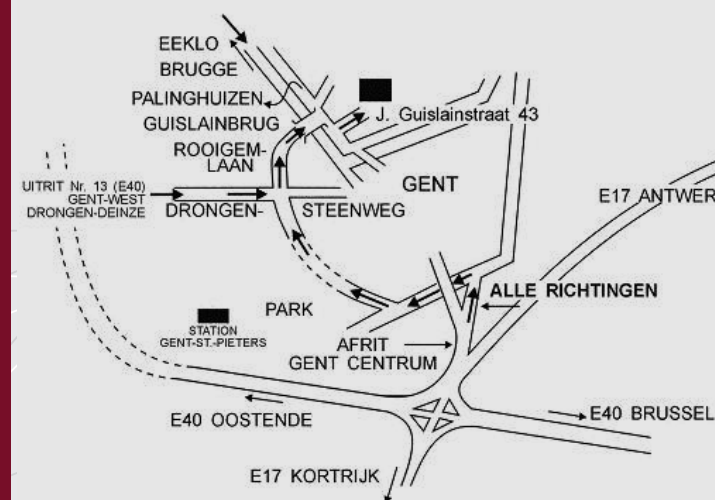 EEKLO
BRUGGE
PALINGHUIZEN
GUISLAINBRUG
J. Guislainstraat 43
ROOIGEM-
LAAN
GENT
UITRIT Nr. 13 (E40)
GENT-WEST
DRONGEN-DEINZE
DRONGEN-
STEENWEG
E17 ANTWER
ALLE RICHTINGEN
PARK
STATION
GENT-ST.-PIETERS
AFRIT
GENT CENTRUM
E40 OOSTENDE
E40 BRUSSEL
E17 KORTRIJK